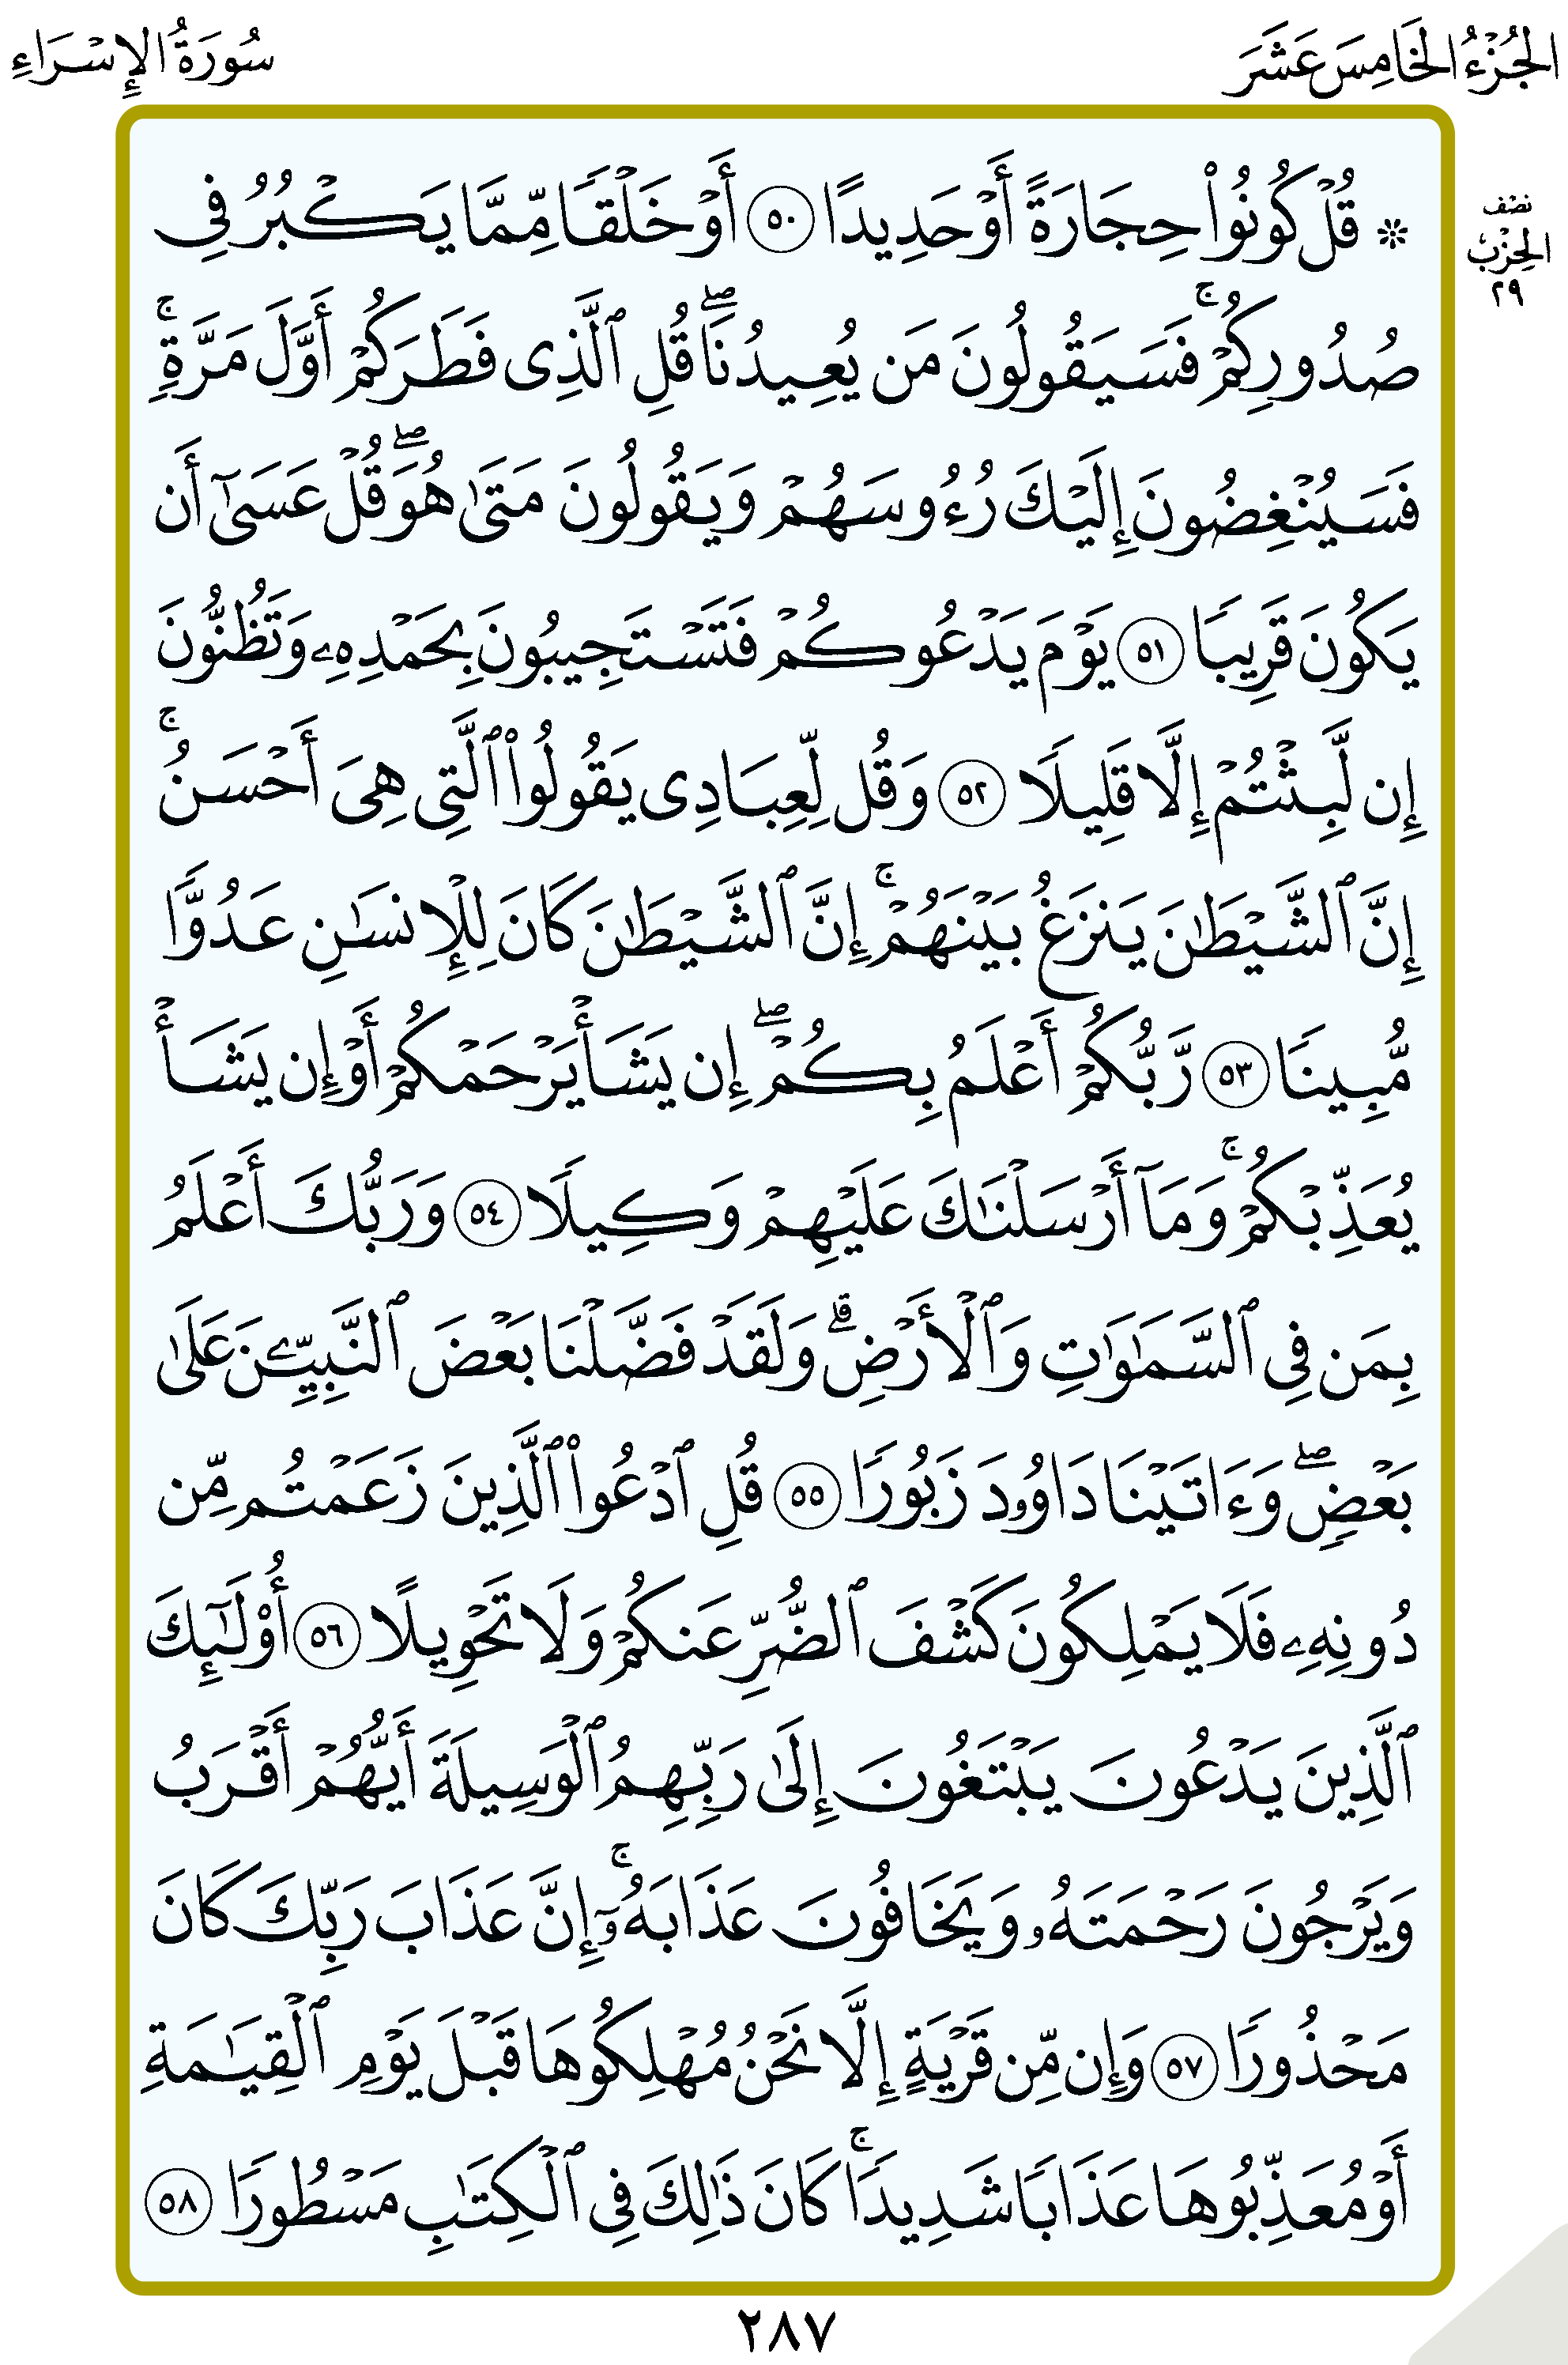 الجُزْءُ الخَامِسَ عَشَرَ
سُورَةُ الإِسْرَاءِ
نصف
الحِزْب
٢٩
۞ قُلْ كُونُوا۟ حِجَارَةً أَوْ حَدِيدًا ٥٠ أَوْ خَلْقًا مِّمَّا يَكْبُرُ فِى
صُدُورِكُمْ ۚ فَسَيَقُولُونَ مَن يُعِيدُنَا ۖ قُلِ ٱلَّذِى فَطَرَكُمْ أَوَّلَ مَرَّةٍ ۚ
فَسَيُنْغِضُونَ إِلَيْكَ رُءُوسَهُمْ وَيَقُولُونَ مَتَىٰ هُوَ ۖ قُلْ عَسَىٰٓ أَن
يَكُونَ قَرِيبًا ٥١ يَوْمَ يَدْعُوكُمْ فَتَسْتَجِيبُونَ بِحَمْدِهِۦ وَتَظُنُّونَ
إِن لَّبِثْتُمْ إِلَّا قَلِيلًا ٥٢ وَقُل لِّعِبَادِى يَقُولُوا۟ ٱلَّتِى هِىَ أَحْسَنُ ۚ
إِنَّ ٱلشَّيْطَٰنَ يَنزَغُ بَيْنَهُمْ ۚ إِنَّ ٱلشَّيْطَٰنَ كَانَ لِلْإِنسَٰنِ عَدُوًّا
مُّبِينًا ٥٣ رَّبُّكُمْ أَعْلَمُ بِكُمْ ۖ إِن يَشَأْ يَرْحَمْكُمْ أَوْ إِن يَشَأْ
يُعَذِّبْكُمْ ۚ وَمَآ أَرْسَلْنَٰكَ عَلَيْهِمْ وَكِيلًا ٥٤ وَرَبُّكَ أَعْلَمُ
بِمَن فِى ٱلسَّمَٰوَٰتِ وَٱلْأَرْضِ ۗ وَلَقَدْ فَضَّلْنَا بَعْضَ ٱلنَّبِيِّۦنَ عَلَىٰ
بَعْضٍ ۖ وَءَاتَيْنَا دَاوُۥدَ زَبُورًا ٥٥ قُلِ ٱدْعُوا۟ ٱلَّذِينَ زَعَمْتُم مِّن
دُونِهِۦ فَلَا يَمْلِكُونَ كَشْفَ ٱلضُّرِّ عَنكُمْ وَلَا تَحْوِيلًا ٥٦ أُو۟لَٰٓئِكَ
ٱلَّذِينَ يَدْعُونَ يَبْتَغُونَ إِلَىٰ رَبِّهِمُ ٱلْوَسِيلَةَ أَيُّهُمْ أَقْرَبُ
وَيَرْجُونَ رَحْمَتَهُۥ وَيَخَافُونَ عَذَابَهُۥٓ ۚ إِنَّ عَذَابَ رَبِّكَ كَانَ
مَحْذُورًا ٥٧ وَإِن مِّن قَرْيَةٍ إِلَّا نَحْنُ مُهْلِكُوهَا قَبْلَ يَوْمِ ٱلْقِيَٰمَةِ
أَوْ مُعَذِّبُوهَا عَذَابًا شَدِيدًا ۚ كَانَ ذَٰلِكَ فِى ٱلْكِتَٰبِ مَسْطُورًا ٥٨
٢٨٧